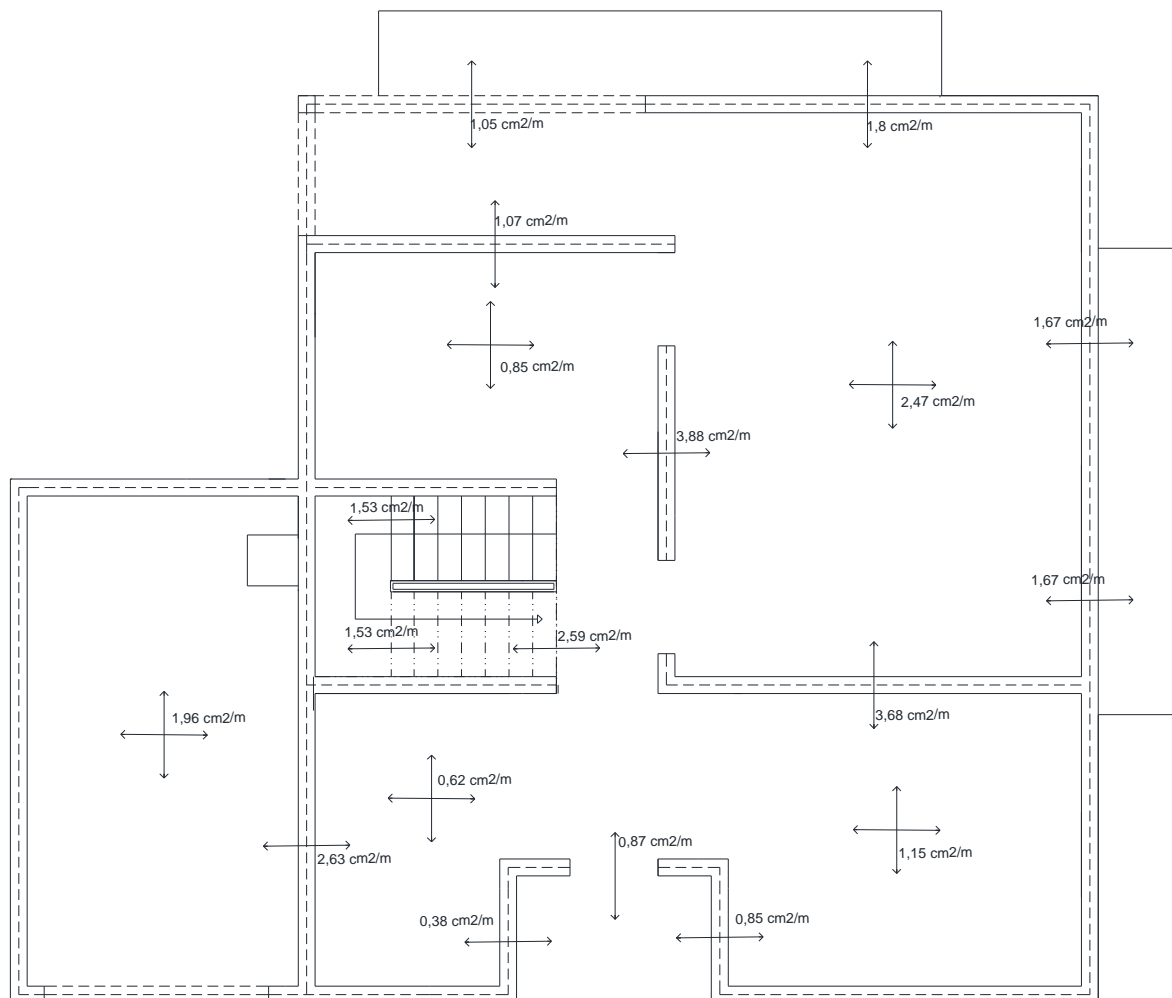 1,05 cm2/m
1,8 cm2/m
1,07 cm2/m
1,67 cm2/m
0,85 cm2/m
2,47 cm2/m
3,88 cm2/m
1,53 cm2/m
1,67 cm2/m
1,53 cm2/m
2,59 cm2/m
1,96 cm2/m
3,68 cm2/m
0,62 cm2/m
0,87 cm2/m
2,63 cm2/m
1,15 cm2/m
0,38 cm2/m
0,85 cm2/m